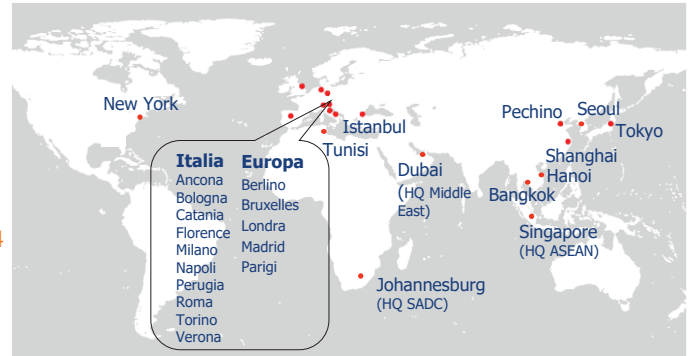 New York
Pechino
Seoul
Tokyo
Istanbul
Tunisi
Shanghai
Dubai
(HQ Middle
East)
Hanoi
Bangkok
Singapore
(HQ ASEAN)
Johannesburg
(HQ SADC)
Italia
Ancona
Bologna
Catania
Florence
Milano
Napoli
Perugia
Roma
Torino
Verona
Europa
Berlino
Bruxelles
Londra
Madrid
Parigi
4